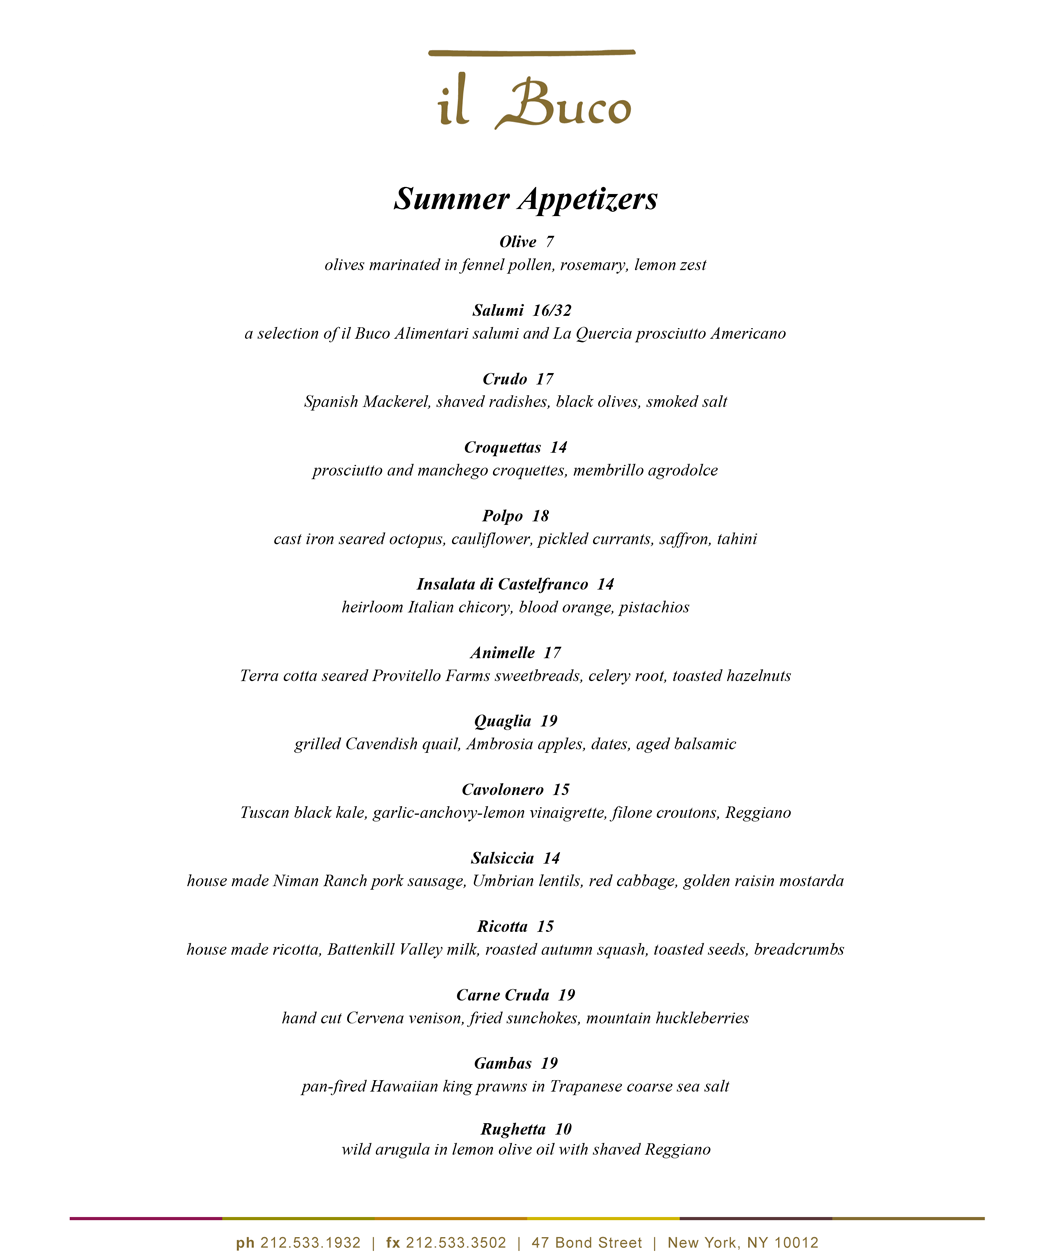 il Buco
Summer Appetizers
Olive 7
olives marinated in fennel pollen, rosemary, lemon zest
Salumi 16/32
a selection of il Buco Alimentari salumi and La Quercia prosciutto Americano
Crudo 17
Spanish Mackerel, shaved radishes, black olives, smoked salt
Croquettas 14
prosciutto and manchego croquettes, membrillo agrodolce
Polpo 18
cast iron seared octopus, cauliflower, pickled currants, saffron, tahini
Insalata di Castelfranco 14
heirloom Italian chicory, blood orange, pistachios
Animelle 17
Terra cotta seared Provitello Farms sweetbreads, celery root, toasted hazelnuts
Quaglia 19
grilled Cavendish quail, Ambrosia apples, dates, aged balsamic
Cavolonero 15
Tuscan black kale, garlic-anchovy-lemon vinaigrette, filone croutons, Reggiano
Salsiccia 14
house made Niman Ranch pork sausage, Umbrian lentils, red cabbage, golden raisin mostarda
Ricotta 15
house made ricotta, Battenkill Valley milk, roasted autumn squash, toasted seeds, breadcrumbs
Carne Cruda 19
hand cut Cervena venison, fried sunchokes, mountain huckleberries
Gambas 19
pan-fired Hawaiian king prawns in Trapanese coarse sea salt
Rughetta 10
wild arugula in lemon olive oil with shaved Reggiano
ph 212.533.1932 | fx 212.533.3502 | 47 Bond Street | New York, NY 10012